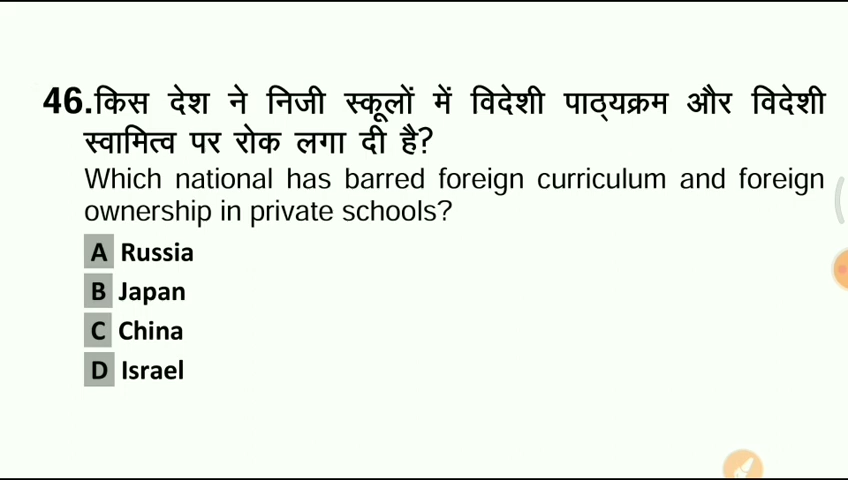 46.किस देश ने निजी स्कूलों में विदेशी पाठ्यक्रम और विदेशी
स्वामित्व पर रोक लगा दी है?
Which national has barred foreign curriculum and foreign
ownership in private schools?
A Russia
B Japan
C China
D Israel